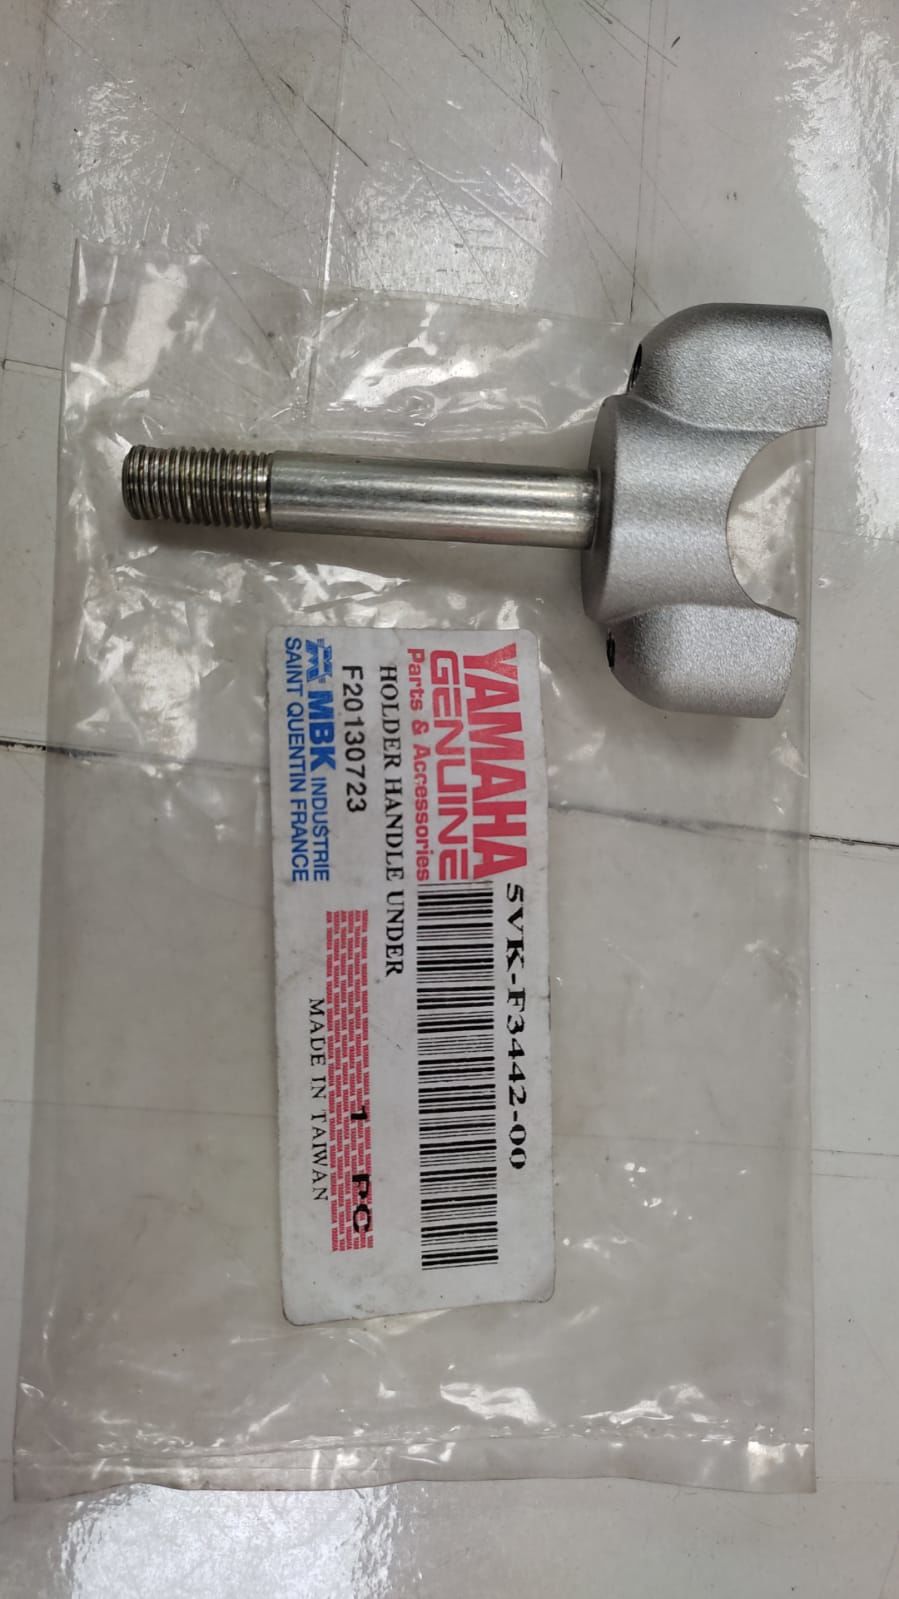 YAMAHA
GENUINE
Parts & Accessories
5VK-F3442-00
HOLDER HANDLE UNDER
F20130723
MBK INDUSTRIE
SAINT QUENTIN FRANCE
1 PC
MADE IN TAIWAN